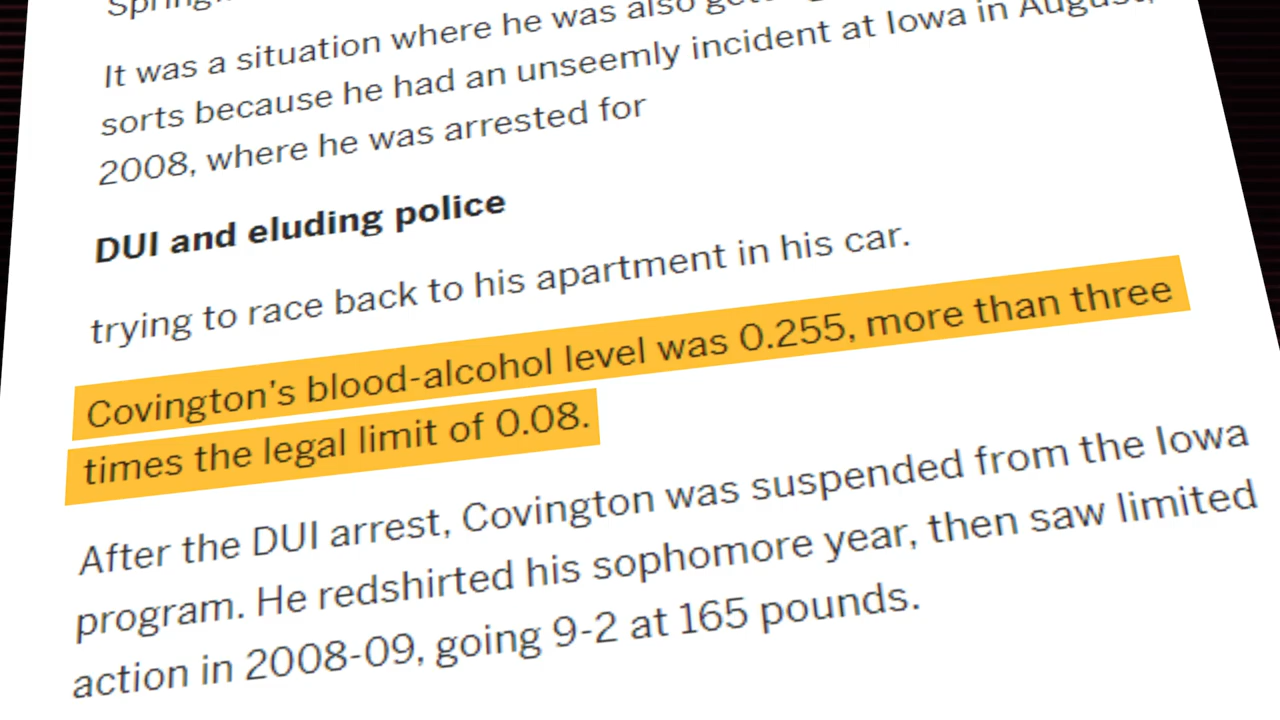 It was a situation where he was also
sorts because he had an unseemly incident at Iowa in August,
2008, where he was arrested for
DUI and eluding police
trying to race back to his apartment in his car.
Covington's blood-alcohol level was 0.255, more than three
times the legal limit of 0.08.
After the DUI arrest, Covington was suspended from the Iowa
program. He redshirted his sophomore year, then saw limited
action in 2008-09, going 9-2 at 165 pounds.